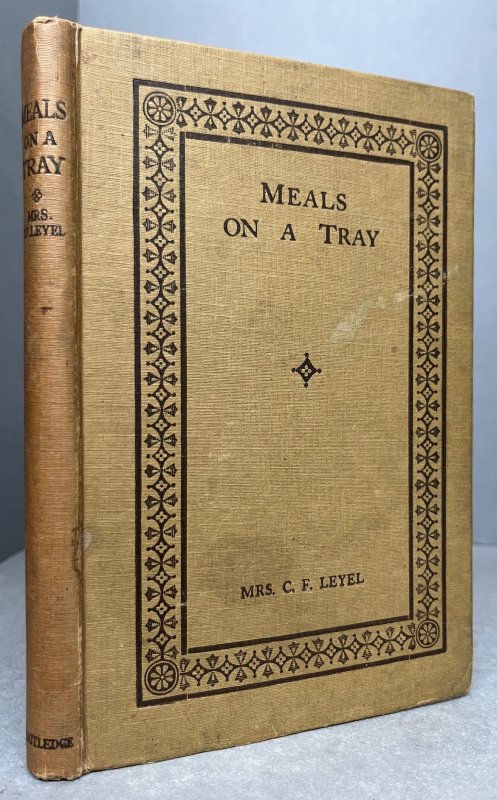 MEALS
ON A
TRAY
MRS.
LEYEL
MEALS
ON A TRAY
MRS. C. F. LEYEL